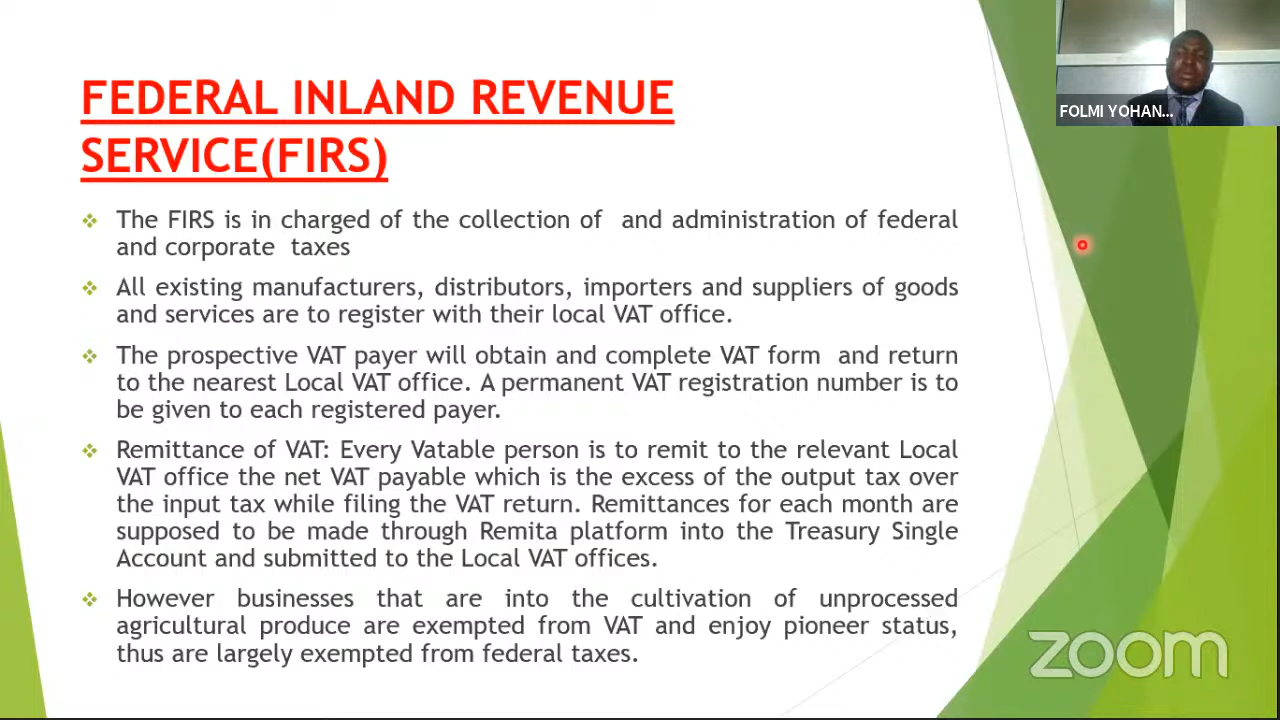 FEDERAL INLAND REVENUE
SERVICE(FIRS)
FOLMI YOHAN...
The FIRS is in charged of the collection of and administration of federal
and corporate taxes
All existing manufacturers, distributors, importers and suppliers of goods
and services are to register with their local VAT office.
The prospective VAT payer will obtain and complete VAT form and return
to the nearest Local VAT office. A permanent VAT registration number is to
be given to each registered payer.
Remittance of VAT: Every Vatable person is to remit to the relevant Local
VAT office the net VAT payable which is the excess of the output tax over
the input tax while filing the VAT return. Remittances for each month are
supposed to be made through Remita platform into the Treasury Single
Account and submitted to the Local VAT offices.
However businesses that are into the cultivation of unprocessed
agricultural produce are exempted from VAT and enjoy pioneer status,
thus are largely exempted from federal taxes.
zoom